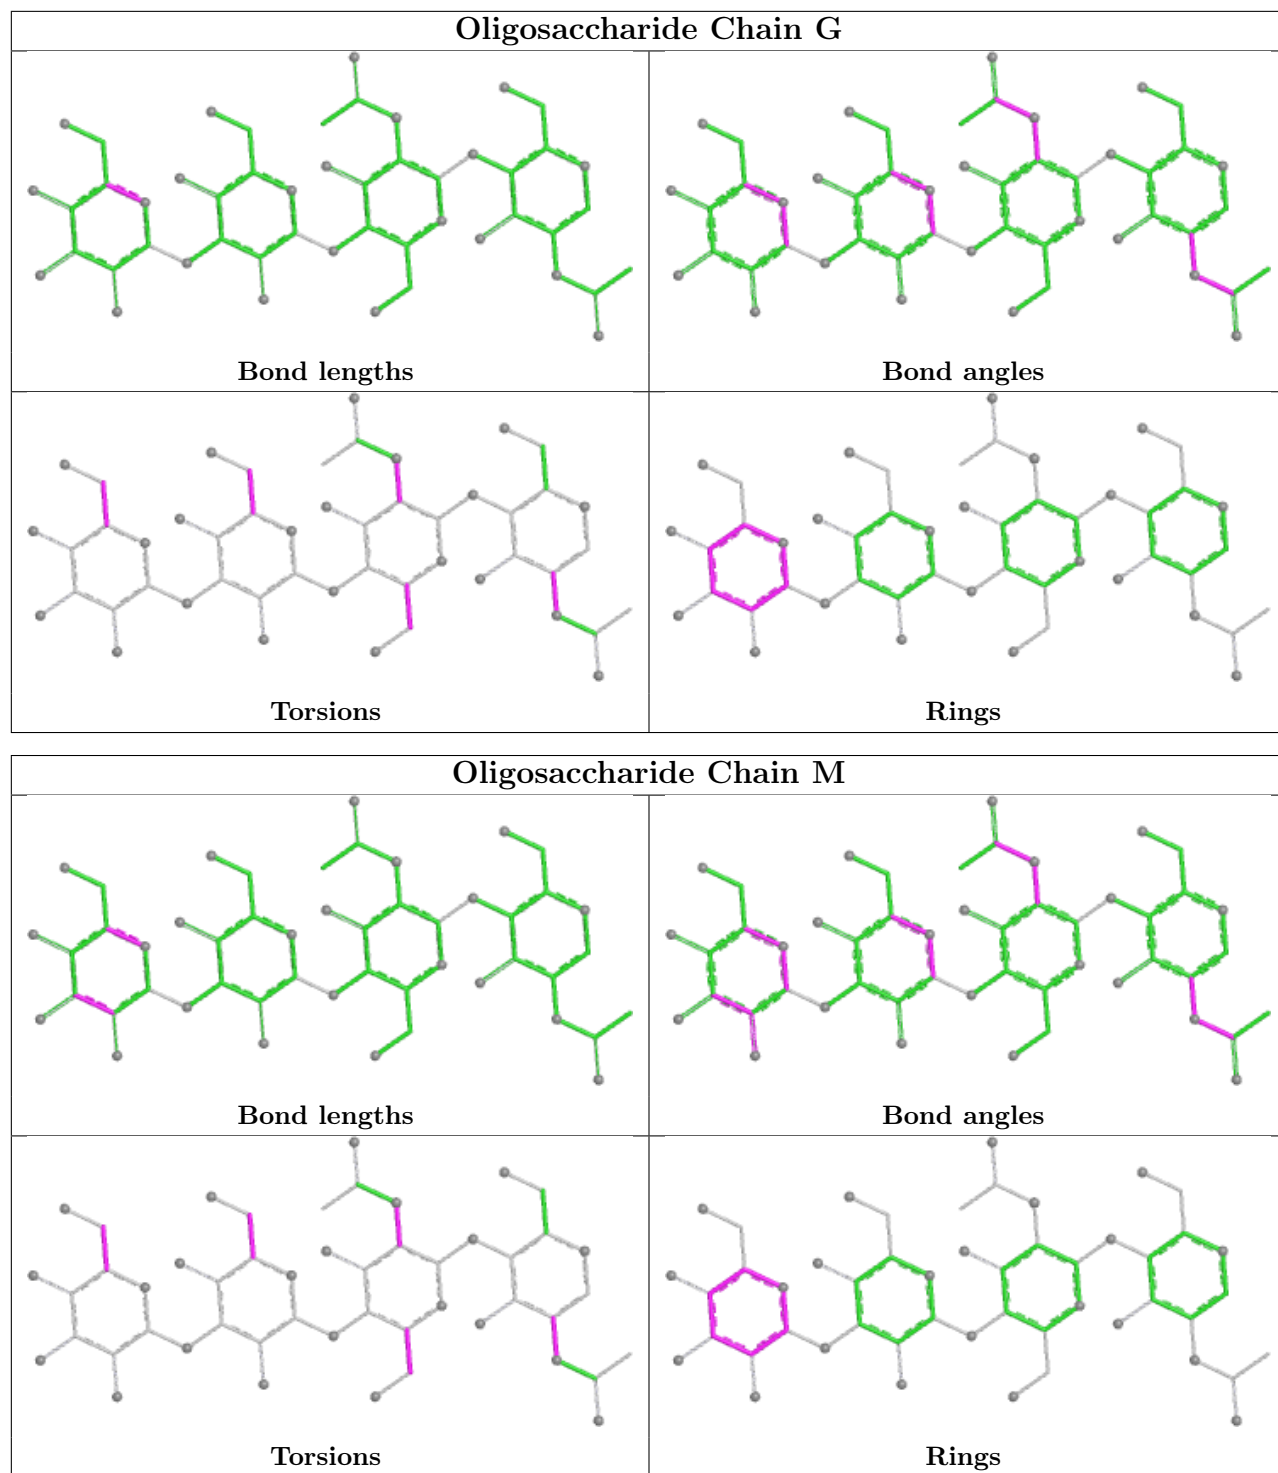 Oligosaccharide Chain G
Bond lengths
Bond angles
Torsions
Rings
Oligosaccharide Chain M
Bond lengths
Bond angles
Torsions
Rings